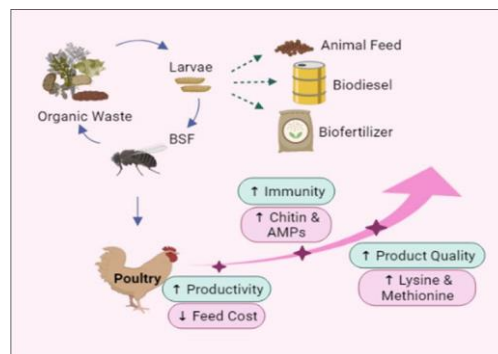 Animal Feed
Larvae
Biodiesel
Organic Waste
BSF
Biofertilizer
↑ Immunity
↑ Chitin &
AMPs
Poultry
↑ Productivity
↓ Feed Cost
↑ Product Quality
↑ Lysine &
Methionine